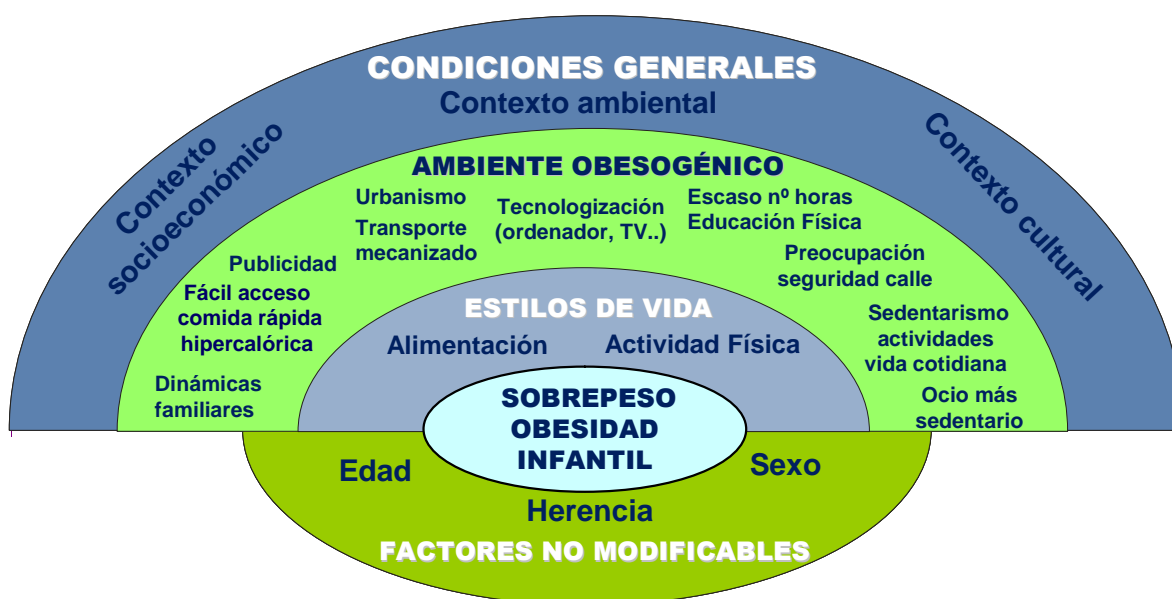 CONDICIONES GENERALES
Contexto ambiental
Contexto
socioeconómico
Contexto cultural
AMBIENTE OBESOGÉNICO
Urbanismo
Transporte
mecanizado
Tecnologización
(ordenador, TV..)
Escaso nº horas
Educación Física
Publicidad
Preocupación
seguridad calle
Fácil acceso
comida rápida
hipercalórica
Sedentarismo
actividades
vida cotidiana
Dinámicas
familiares
Ocio más
sedentario
ESTILOS DE VIDA
Alimentación
Actividad Física
SOBREPESO
OBESIDAD
INFANTIL
Edad
Sexo
Herencia
FACTORES NO MODIFICABLES